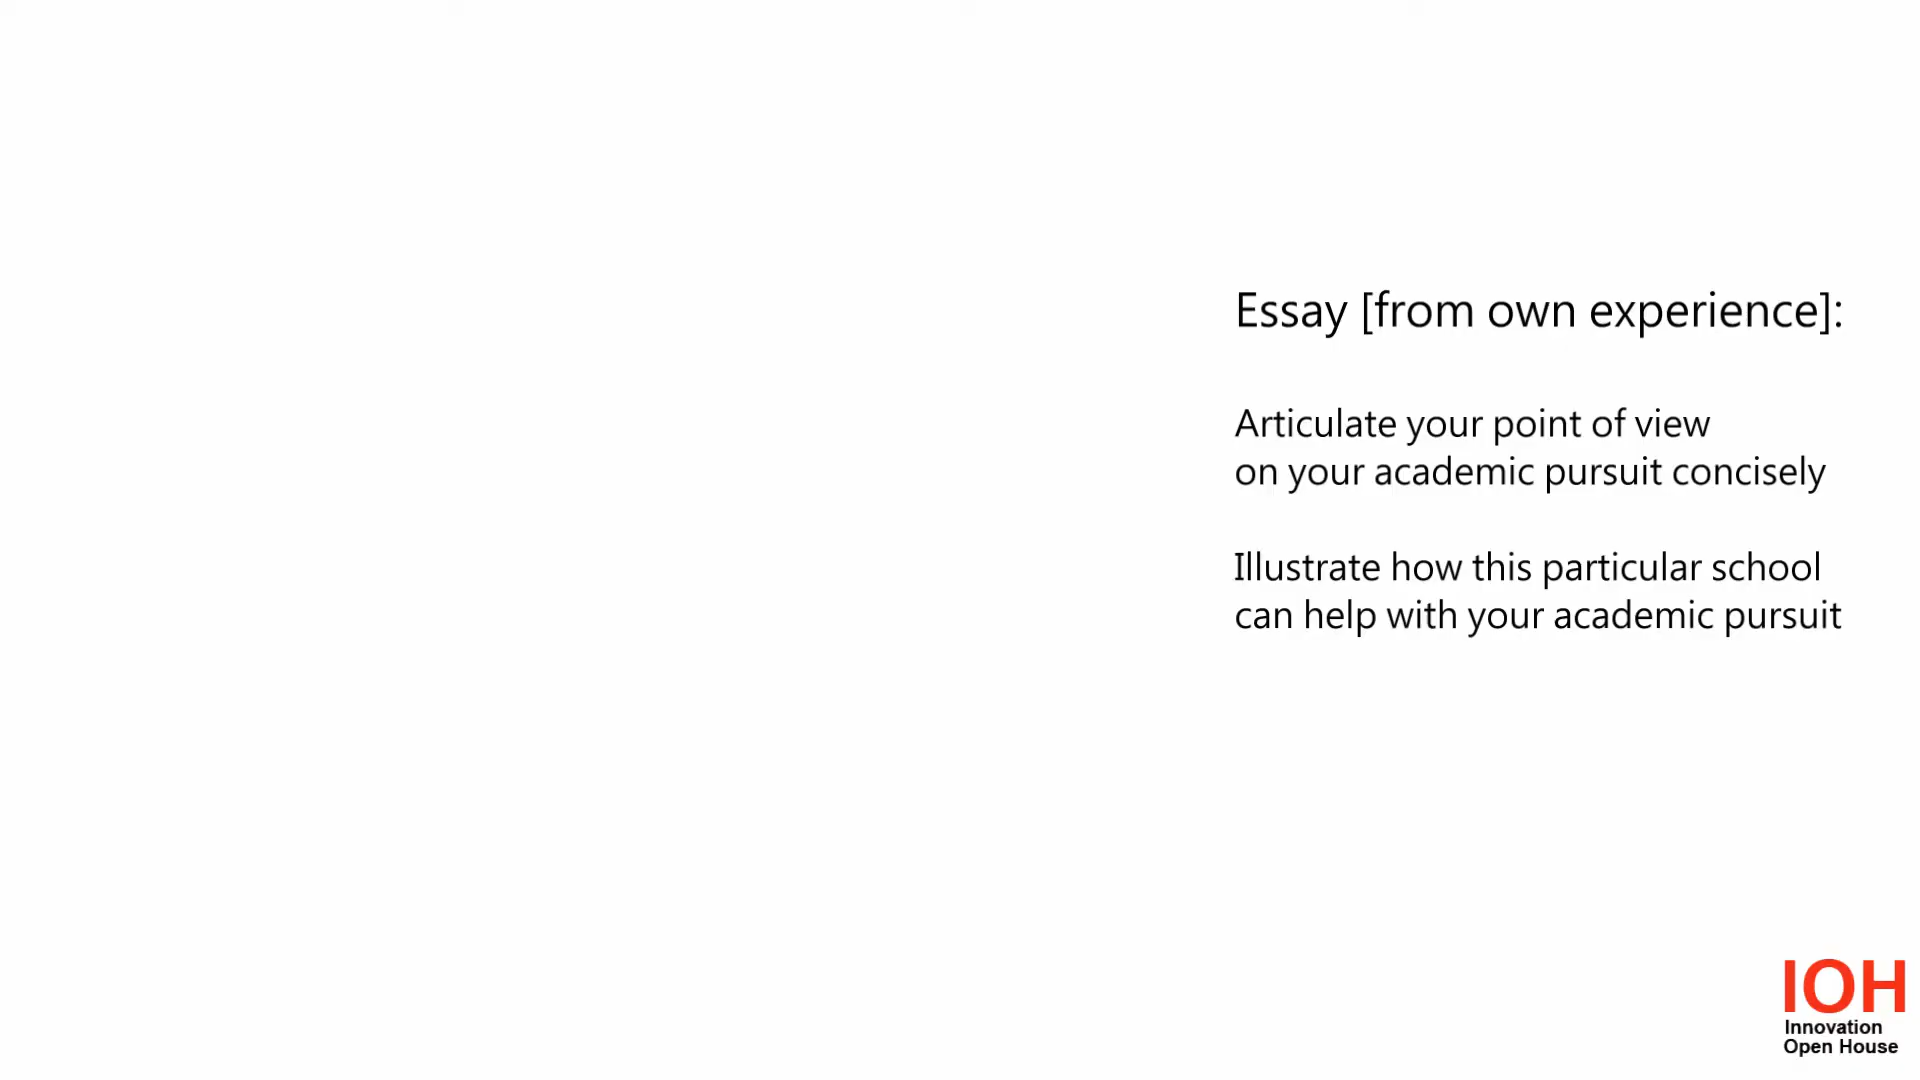 Essay [from own experience]:
Articulate your point of view
on your academic pursuit concisely
Illustrate how this particular school
can help with your academic pursuit
IOH
Innovation
Open House